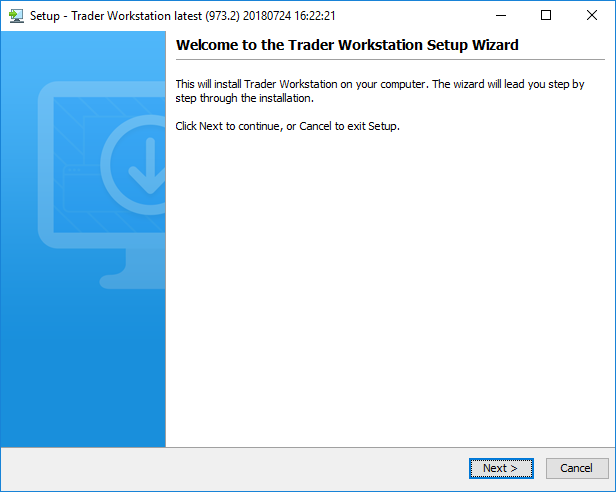 Setup - Trader Workstation latest (973.2) 20180724 16:22:21
Welcome to the Trader Workstation Setup Wizard
This will install Trader Workstation on your computer. The wizard will lead you step by
step through the installation.
Click Next to continue, or Cancel to exit Setup.
Next >
Cancel